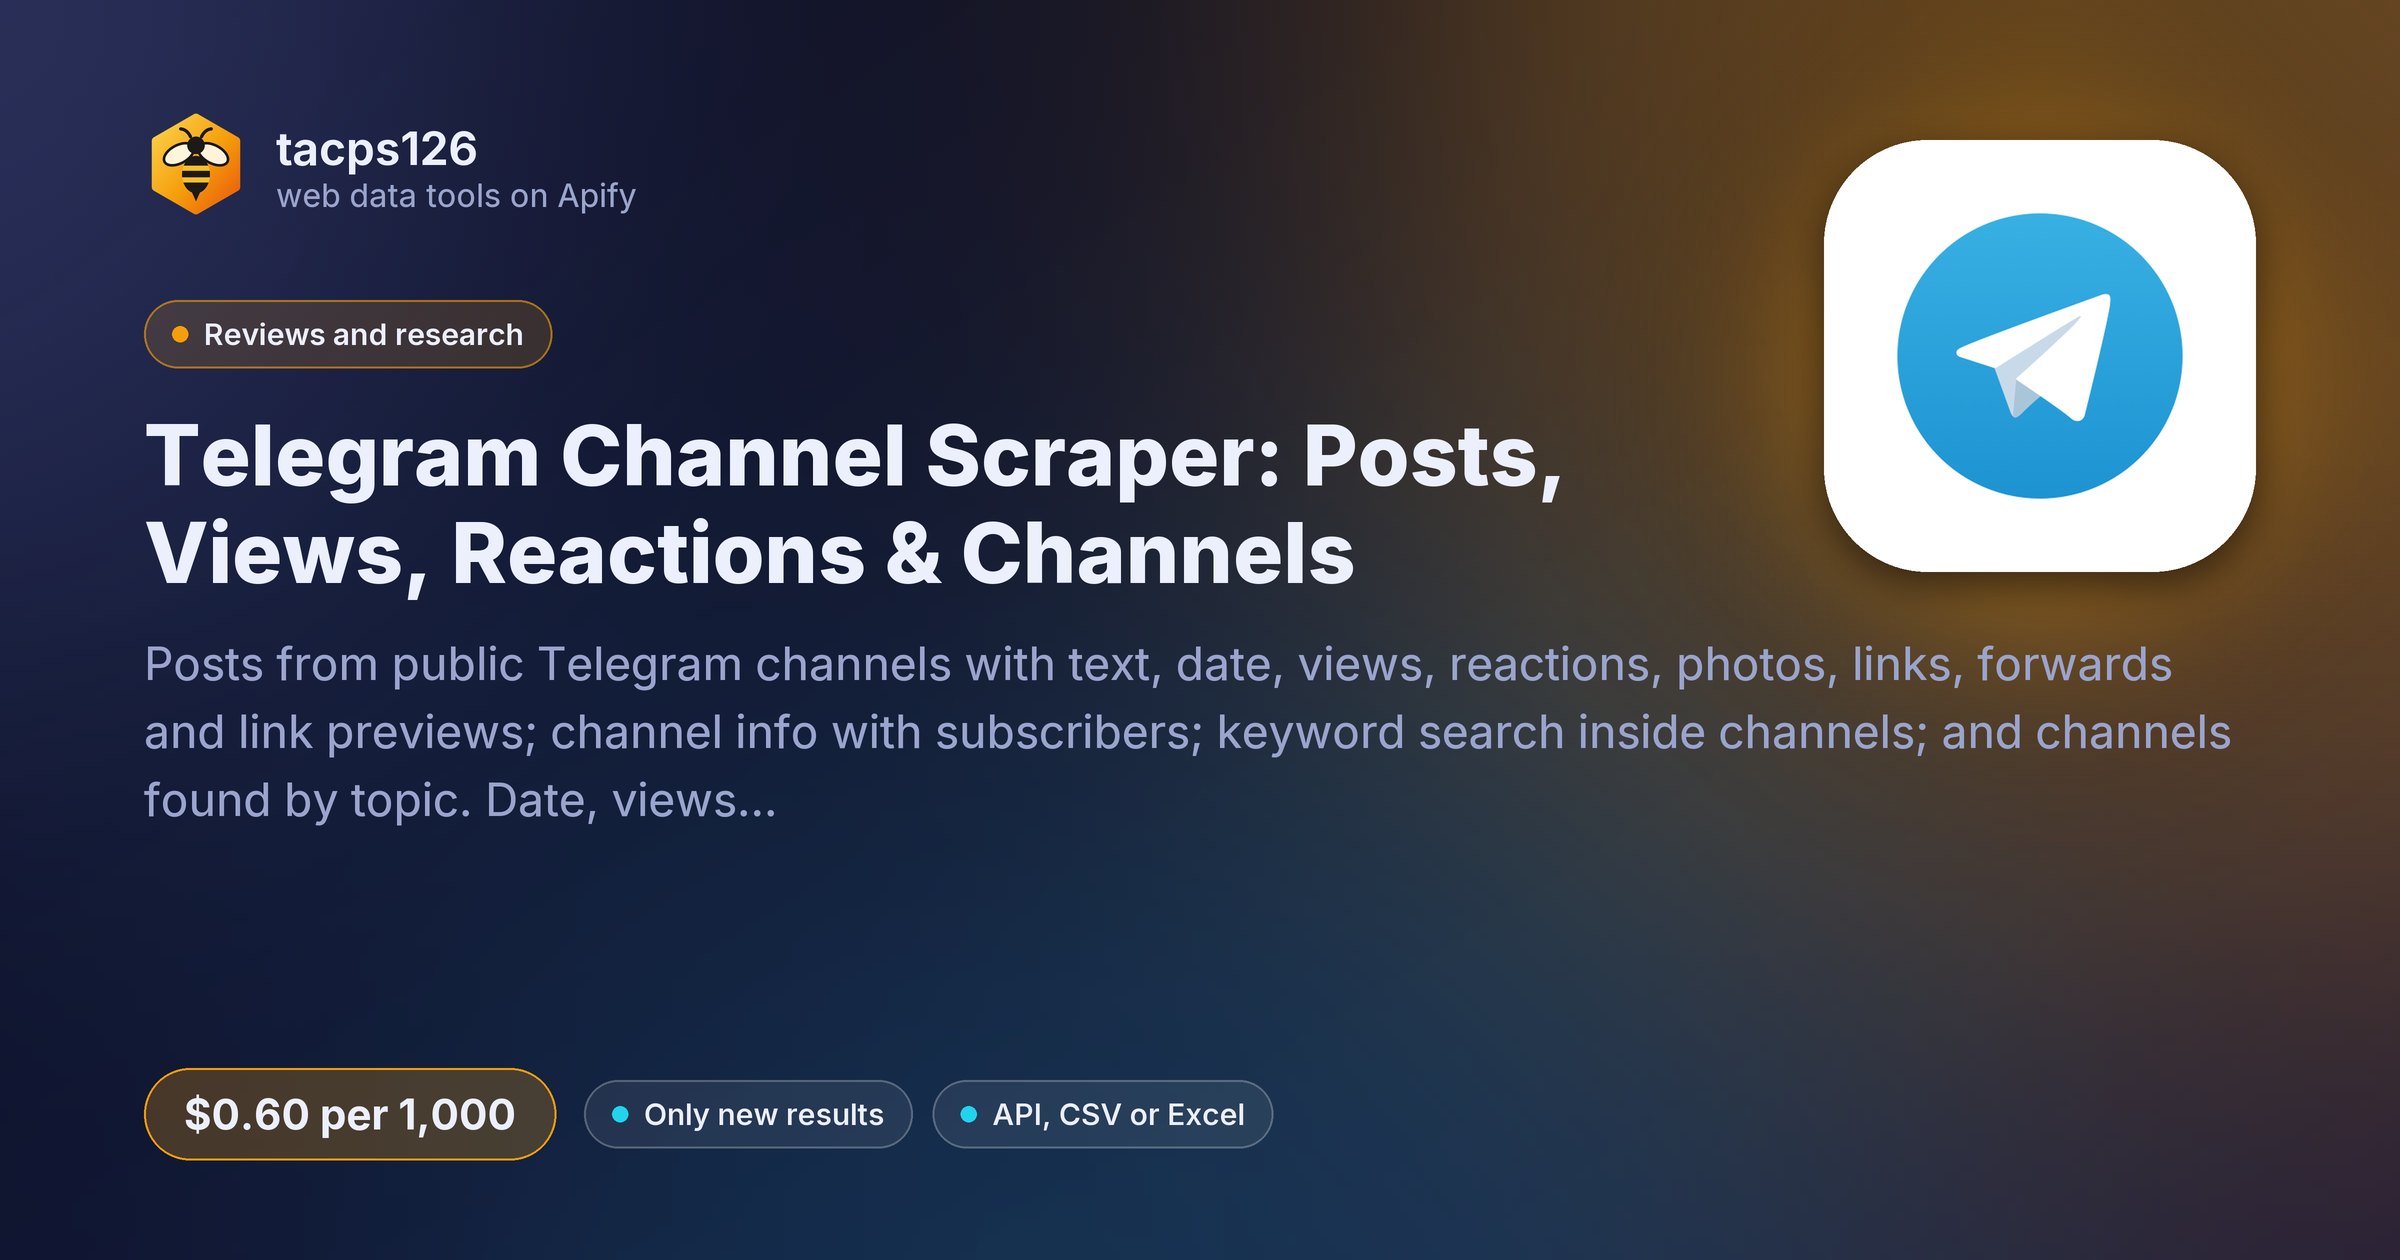 tacps126
web data tools on Apify
Reviews and research
Telegram Channel Scraper: Posts,
Views, Reactions & Channels
Posts from public Telegram channels with text, date, views, reactions, photos, links, forwards
and link previews; channel info with subscribers; keyword search inside channels; and channels
found by topic. Date, views...
$0.60 per 1,000
Only new results
API, CSV or Excel